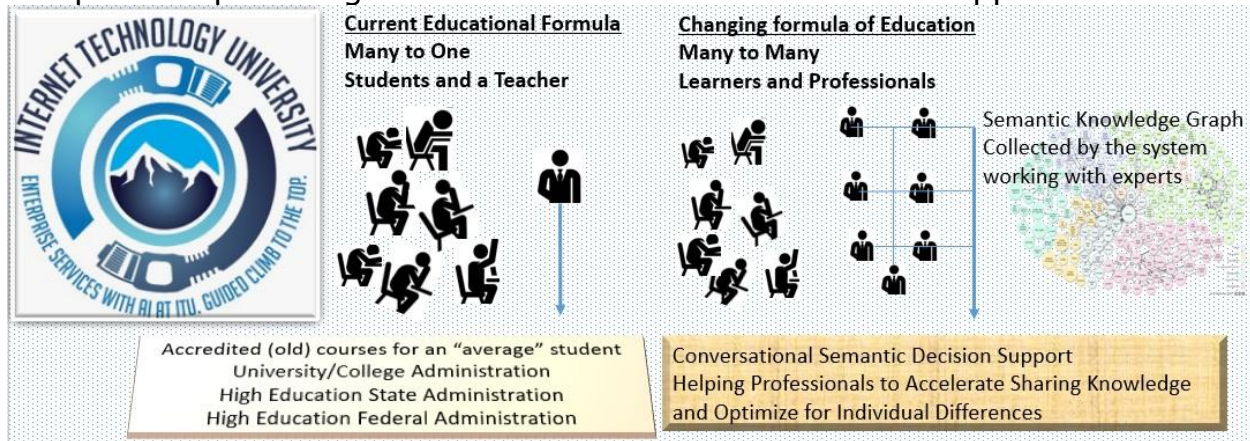 INTERNET TECHNOLOGY UNIVERSITY
ENTERPRISE SERVICES WITH AI AT ITU. GUIDED CLIMB TO THE TOP.
Current Educational Formula
Many to One
Students and a Teacher
Changing formula of Education
Many to Many
Learners and Professionals
Semantic Knowledge Graph
Collected by the system
working with experts
Accredited (old) courses for an “average” student
University/College Administration
High Education State Administration
High Education Federal Administration
Conversational Semantic Decision Support
Helping Professionals to Accelerate Sharing Knowledge
and Optimize for Individual Differences